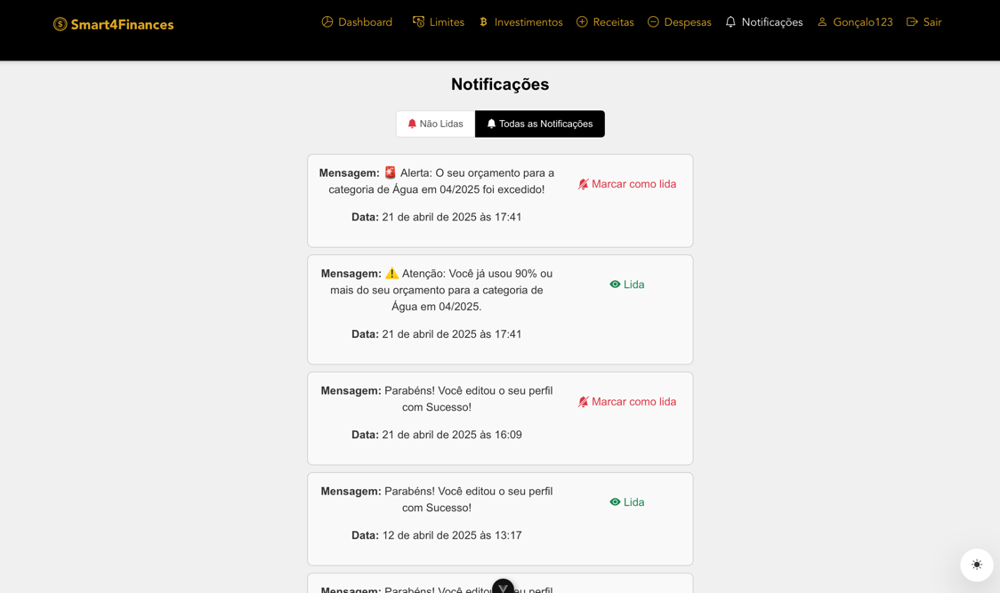 Smart4Finances
Dashboard Limites Investimentos Receitas Despesas Notificações Gonçalo123 Sair
Notificações
Não Lidas Todas as Notificações
Mensagem: 🚨 Alerta: O seu orçamento para a
categoria de Água em 04/2025 foi excedido!
Marcar como lida
Data: 21 de abril de 2025 às 17:41
Mensagem: ⚠️ Atenção: Você já usou 90% ou
mais do seu orçamento para a categoria de
Água em 04/2025.
Lida
Data: 21 de abril de 2025 às 17:41
Mensagem: Parabéns! Você editou o seu perfil
com Sucesso!
Marcar como lida
Data: 21 de abril de 2025 às 16:09
Mensagem: Parabéns! Você editou o seu perfil
com Sucesso!
Lida
Data: 12 de abril de 2025 às 13:17
Mensagem: Parabéns! Você seu perfil